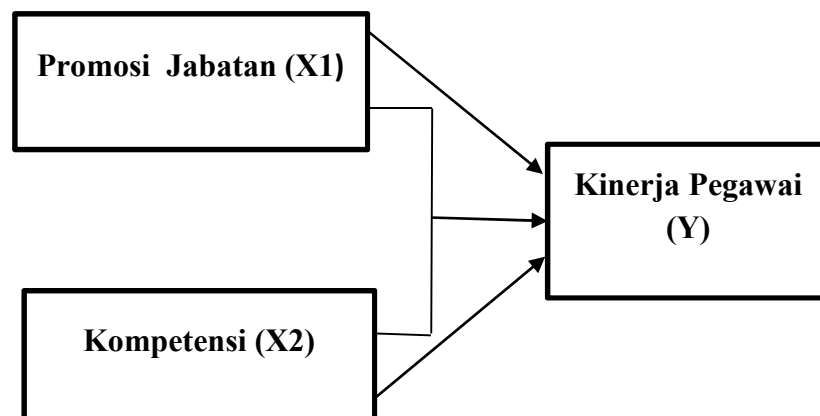 Promosi Jabatan (X1)
Kinerja Pegawai
(Y)
Kompetensi (X2)